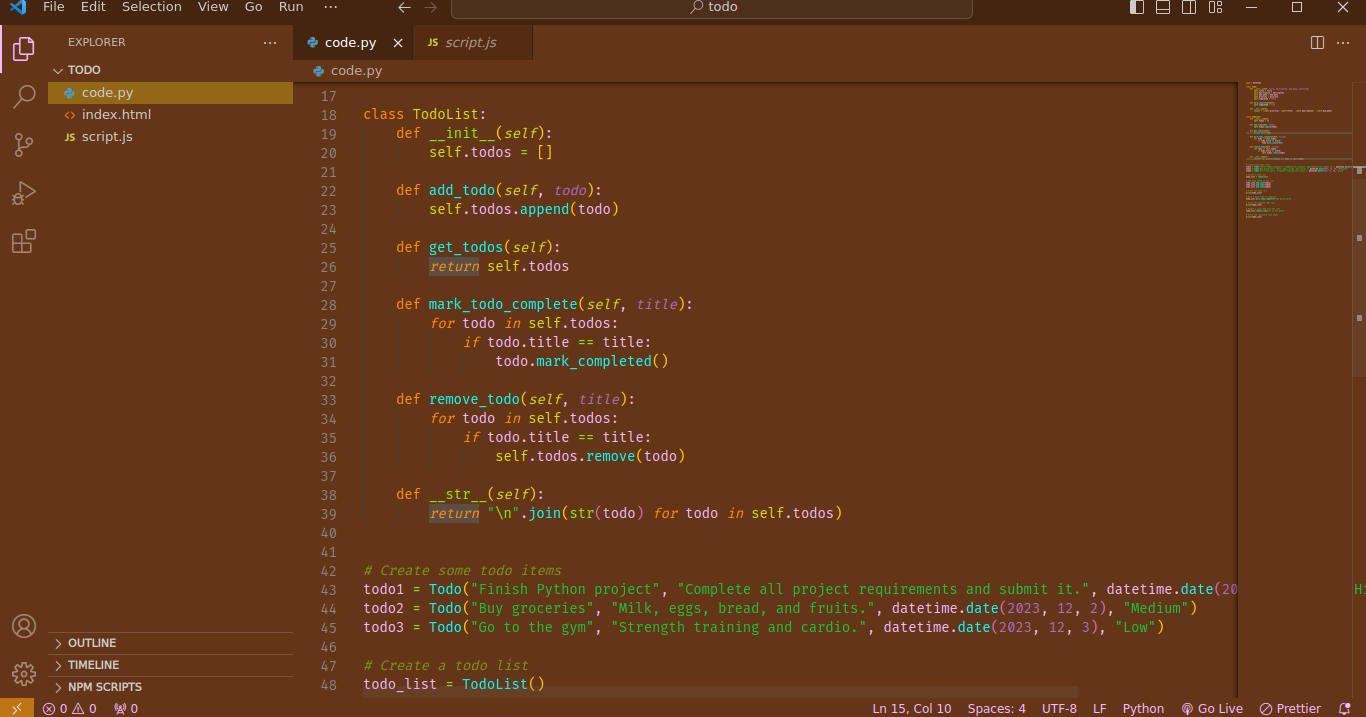 File Edit Selection View Go Run ··· todo
EXPLORER ···
code.py
JS script.js
TODO
code.py
code.py
<> index.html
JS script.js
17
18 class TodoList:
19 def __init__(self):
20 self.todos = []
21
22 def add_todo(self, todo):
23 self.todos.append(todo)
24
25 def get_todos(self):
26 return self.todos
27
28 def mark_todo_complete(self, title):
29 for todo in self.todos:
30 if todo.title == title:
31 todo.mark_completed()
32
33 def remove_todo(self, title):
34 for todo in self.todos:
35 if todo.title == title:
36 self.todos.remove(todo)
37
38 def __str__(self):
39 return "\n".join(str(todo) for todo in self.todos)
40
41
42 # Create some todo items
43 todo1 = Todo("Finish Python project", "Complete all project requirements and submit it.", datetime.date(20
44 todo2 = Todo("Buy groceries", "Milk, eggs, bread, and fruits.", datetime.date(2023, 12, 2), "Medium")
45 todo3 = Todo("Go to the gym", "Strength training and cardio.", datetime.date(2023, 12, 3), "Low")
46
47 # Create a todo list
48 todo_list = TodoList()
OUTLINE
TIMELINE
NPM SCRIPTS
0 0 0 Ln 15, Col 10 Spaces: 4 UTF-8 LF Python Go Live Prettier